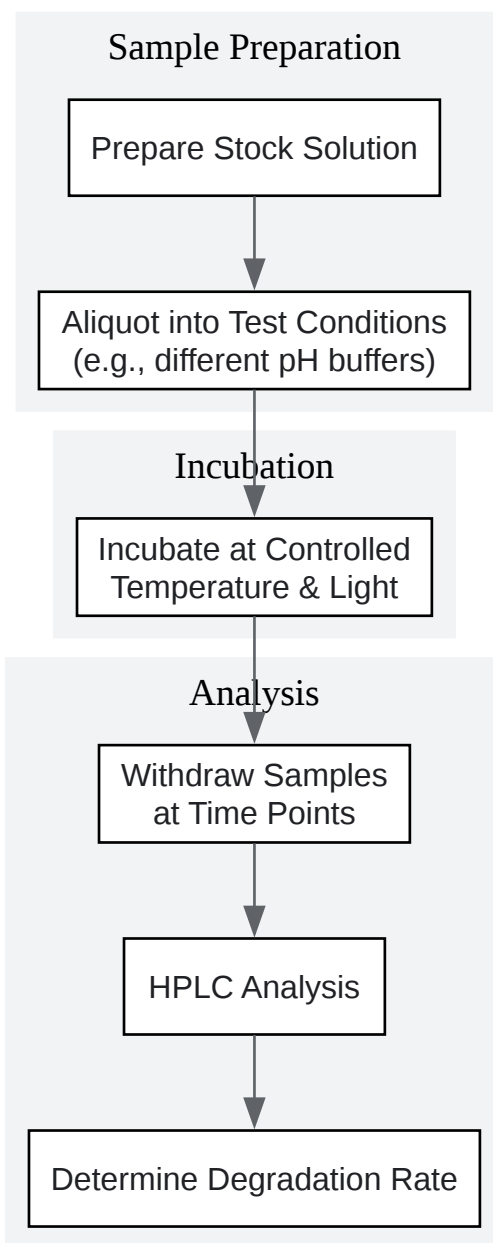 Sample Preparation
Prepare Stock Solution
Aliquot into Test Conditions
(e.g., different pH buffers)
Incubation
Incubate at Controlled
Temperature & Light
Analysis
Withdraw Samples
at Time Points
HPLC Analysis
Determine Degradation Rate